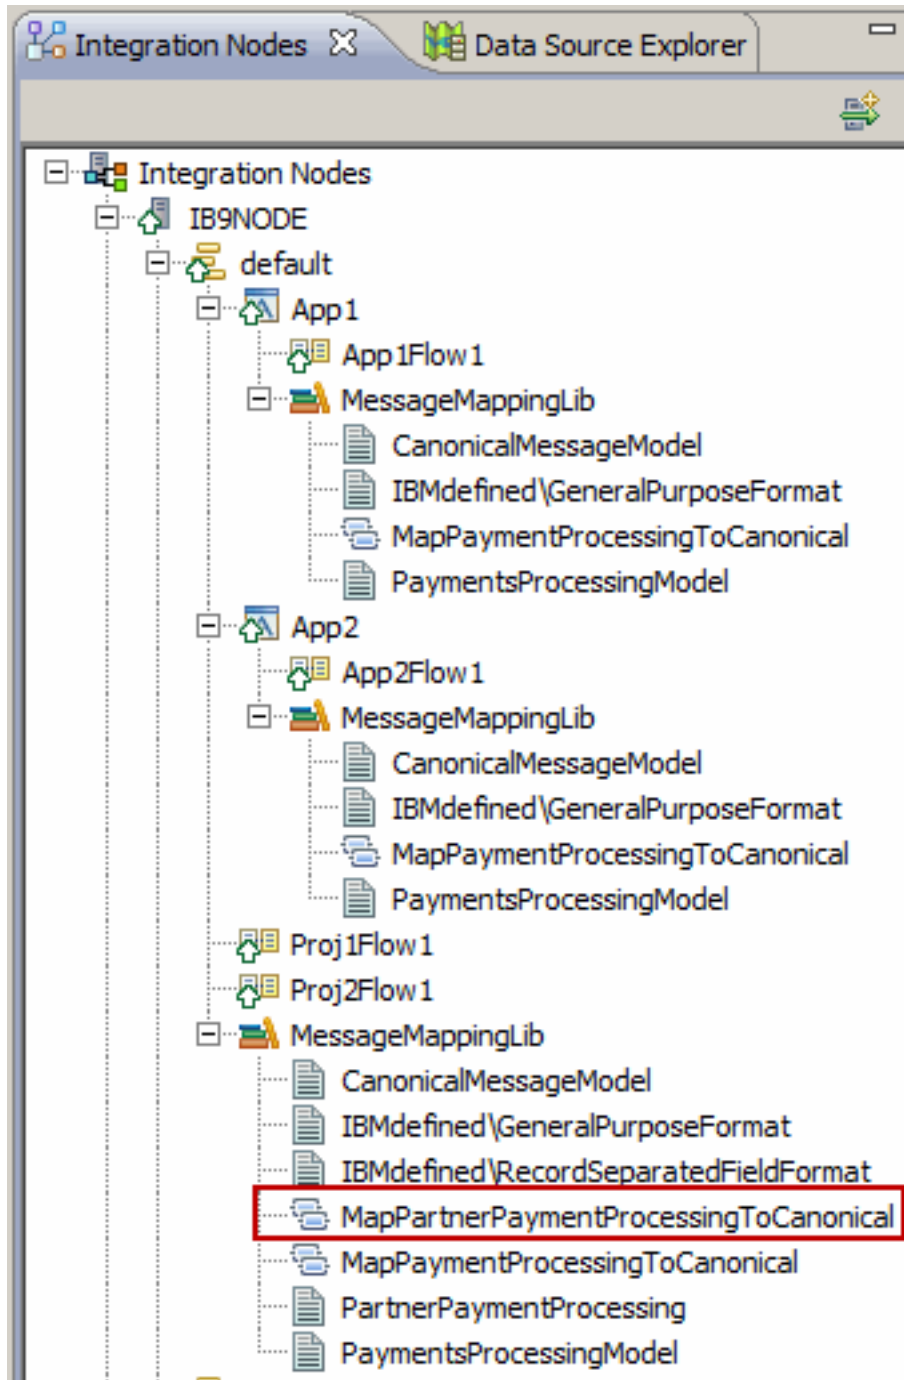 Integration Nodes
Data Source Explorer
Integration Nodes
IB9NODE
default
App1
App1Flow1
MessageMappingLib
CanonicalMessageModel
IBMdefined\GeneralPurposeFormat
MapPaymentProcessingToCanonical
PaymentsProcessingModel
App2
App2Flow1
MessageMappingLib
CanonicalMessageModel
IBMdefined\GeneralPurposeFormat
MapPaymentProcessingToCanonical
PaymentsProcessingModel
Proj1Flow1
Proj2Flow1
MessageMappingLib
CanonicalMessageModel
IBMdefined\GeneralPurposeFormat
IBMdefined\RecordSeparatedFieldFormat
MapPartnerPaymentProcessingToCanonical
MapPaymentProcessingToCanonical
PartnerPaymentProcessing
PaymentsProcessingModel